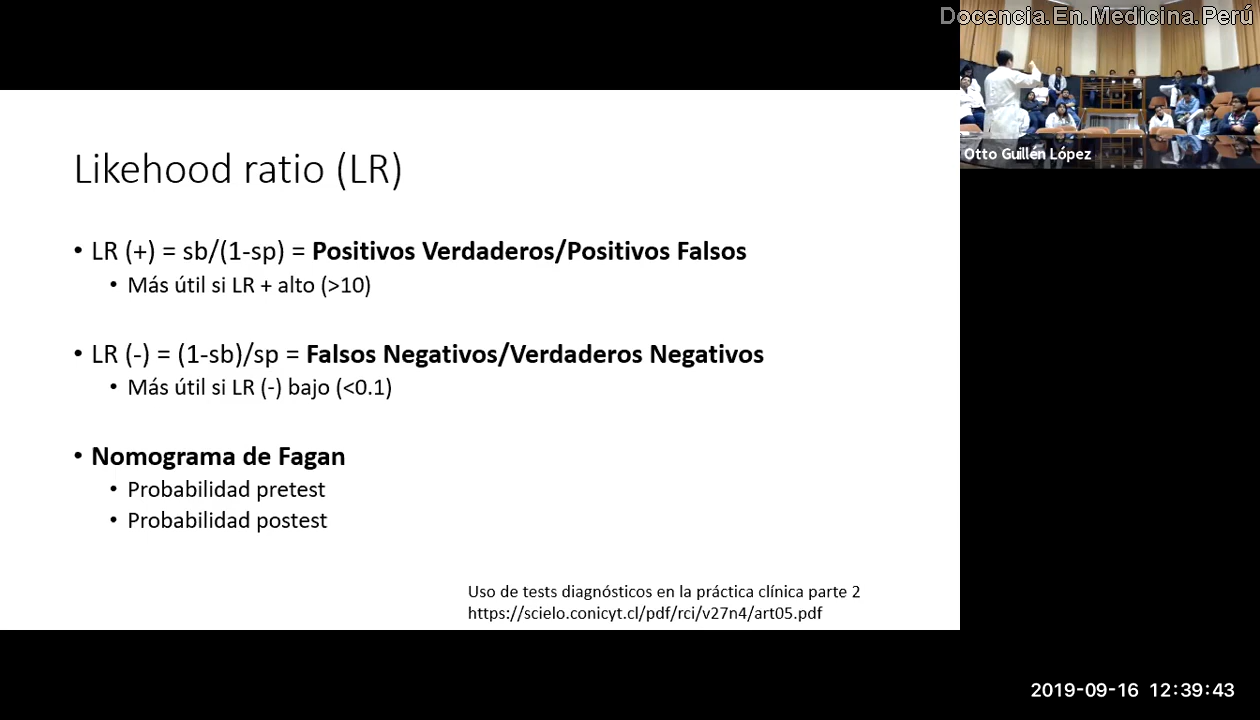 Docencia.En.Medicina.Perú
Otto Guillén López
Likehood ratio (LR)
• LR (+) = sb/(1-sp) = Positivos Verdaderos/Positivos Falsos
• Más útil si LR + alto (>10)
• LR (-) = (1-sb)/sp = Falsos Negativos/Verdaderos Negativos
• Más útil si LR (-) bajo (<0.1)
• Nomograma de Fagan
• Probabilidad pretest
• Probabilidad postest
Uso de tests diagnósticos en la práctica clínica parte 2
https://scielo.conicyt.cl/pdf/rci/v27n4/art05.pdf
2019-09-16 12:39:43